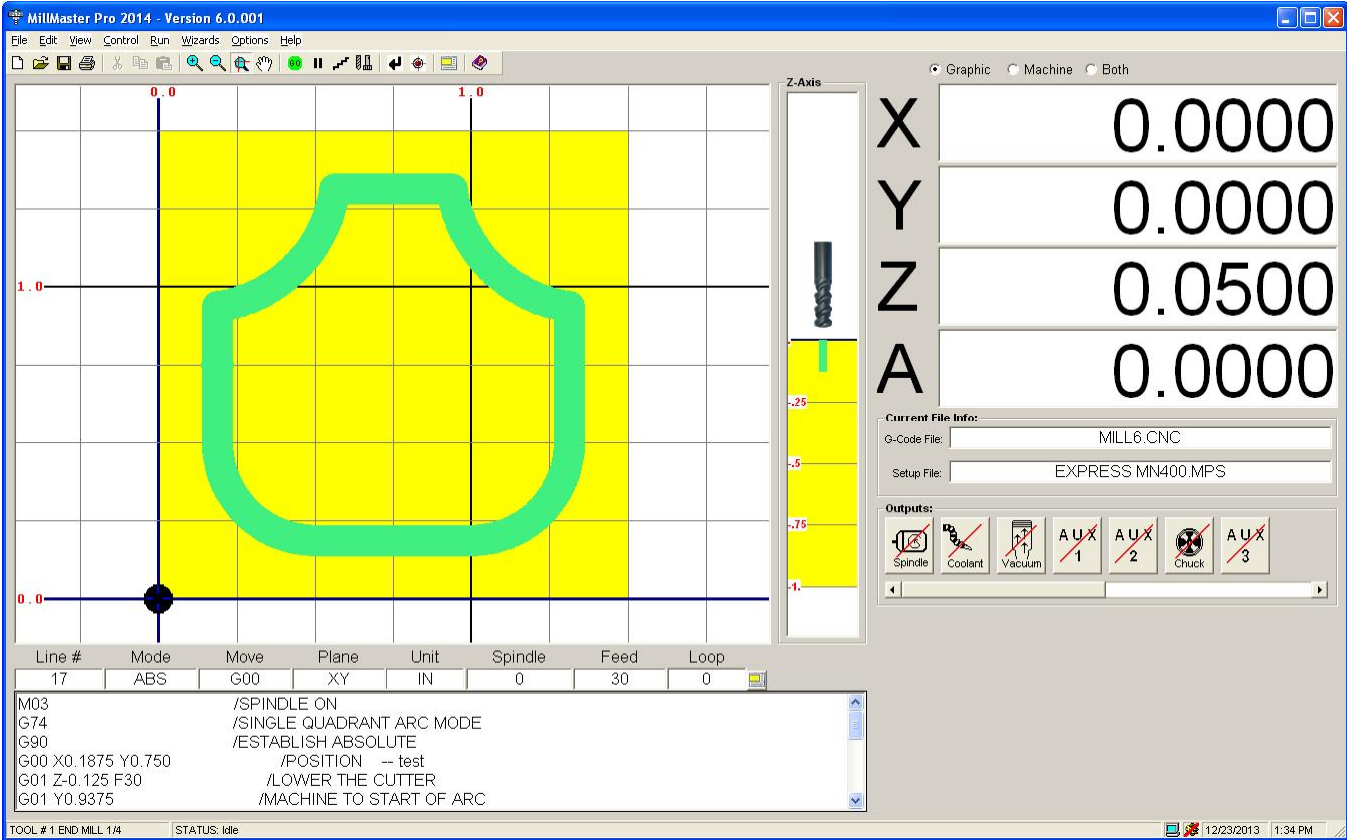 MillMaster Pro 2014 - Version 6.0.001
File Edit View Control Run Wizards Options Help
GO
Graphic Machine Both
0.0 1.0
1.0
0.0
Z-Axis
-.25
-.5
-.75
-1.
X 0.0000
Y 0.0000
Z 0.0500
A 0.0000
Current File Info:
G-Code File: MILL6.CNC
Setup File: EXPRESS MN400.MPS
Outputs:
Spindle Coolant Vacuum AUX 1 AUX 2 Chuck AUX 3
Line # Mode Move Plane Unit Spindle Feed Loop
17 ABS G00 XY IN 0 30 0
M03 /SPINDLE ON
G74 /SINGLE QUADRANT ARC MODE
G90 /ESTABLISH ABSOLUTE
G00 X0.1875 Y0.750 /POSITION -- test
G01 Z-0.125 F30 /LOWER THE CUTTER
G01 Y0.9375 /MACHINE TO START OF ARC
TOOL # 1 END MILL 1/4 STATUS: Idle 12/23/2013 1:34 PM